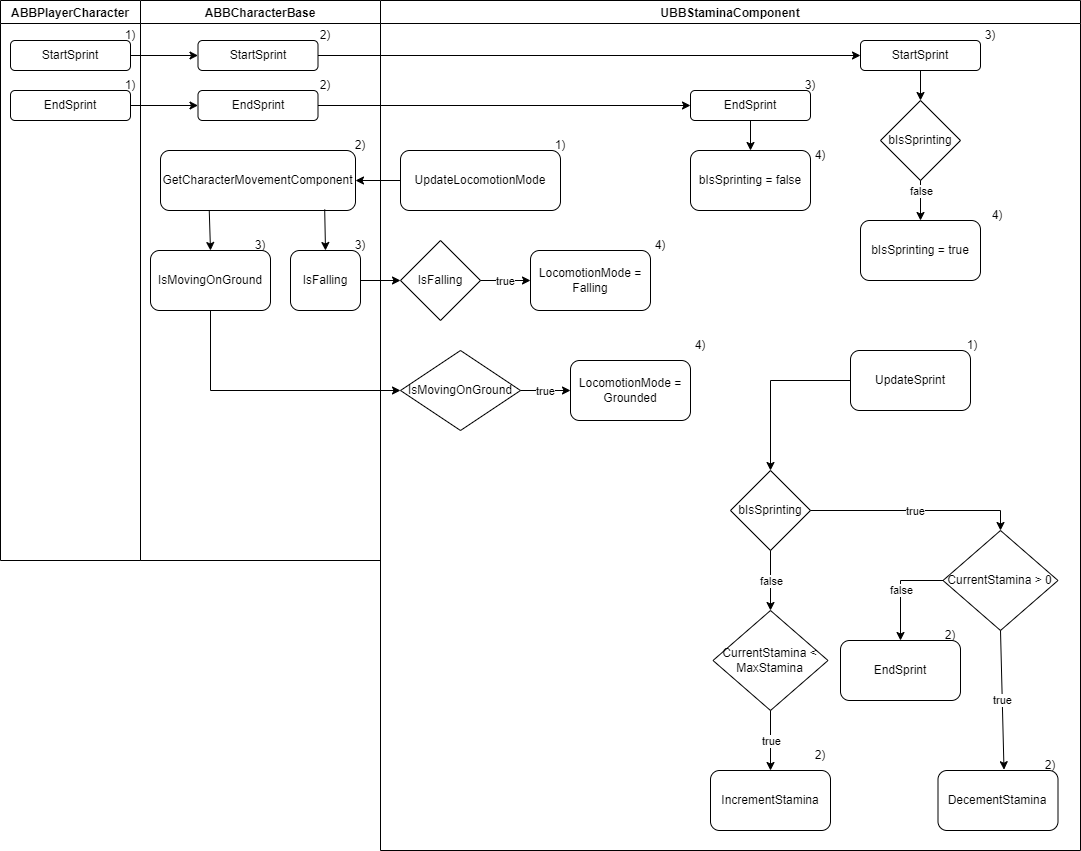 ABBPlayerCharacter
ABBCharacterBase
UBBStaminaComponent
1)
StartSprint
2)
StartSprint
3)
StartSprint
1)
EndSprint
2)
EndSprint
3)
EndSprint
bIsSprinting
false
4)
bIsSprinting = true
4)
bIsSprinting = false
2)
GetCharacterMovementComponent
1)
UpdateLocomotionMode
3)
IsMovingOnGround
3)
IsFalling
IsFalling
true
4)
LocomotionMode =
Falling
IsMovingOnGround
true
4)
LocomotionMode =
Grounded
1)
UpdateSprint
bIsSprinting
true
false
CurrentStamina > 0
false
2)
EndSprint
true
2)
DecementStamina
CurrentStamina <
MaxStamina
true
2)
IncrementStamina